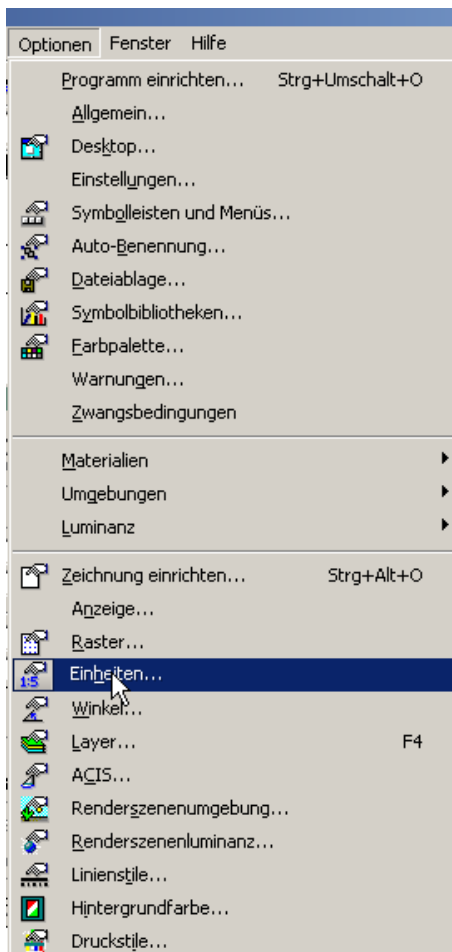 Optionen Fenster Hilfe
Programm einrichten... Strg+Umschalt+O
Allgemein...
Desktop...
Einstellungen...
Symbolleisten und Menüs...
Auto-Benennung...
Dateiablage...
Symbolbibliotheken...
Farbpalette...
Warnungen...
Zwangsbedingungen
Materialien
Umgebungen
Luminanz
Zeichnung einrichten... Strg+Alt+O
Anzeige...
Raster...
1:5 Einheiten...
Winkel...
Layer... F4
ACIS...
Renderszenenumgebung...
Renderszenenluminanz...
Linienstile...
Hintergrundfarbe...
Druckstile...